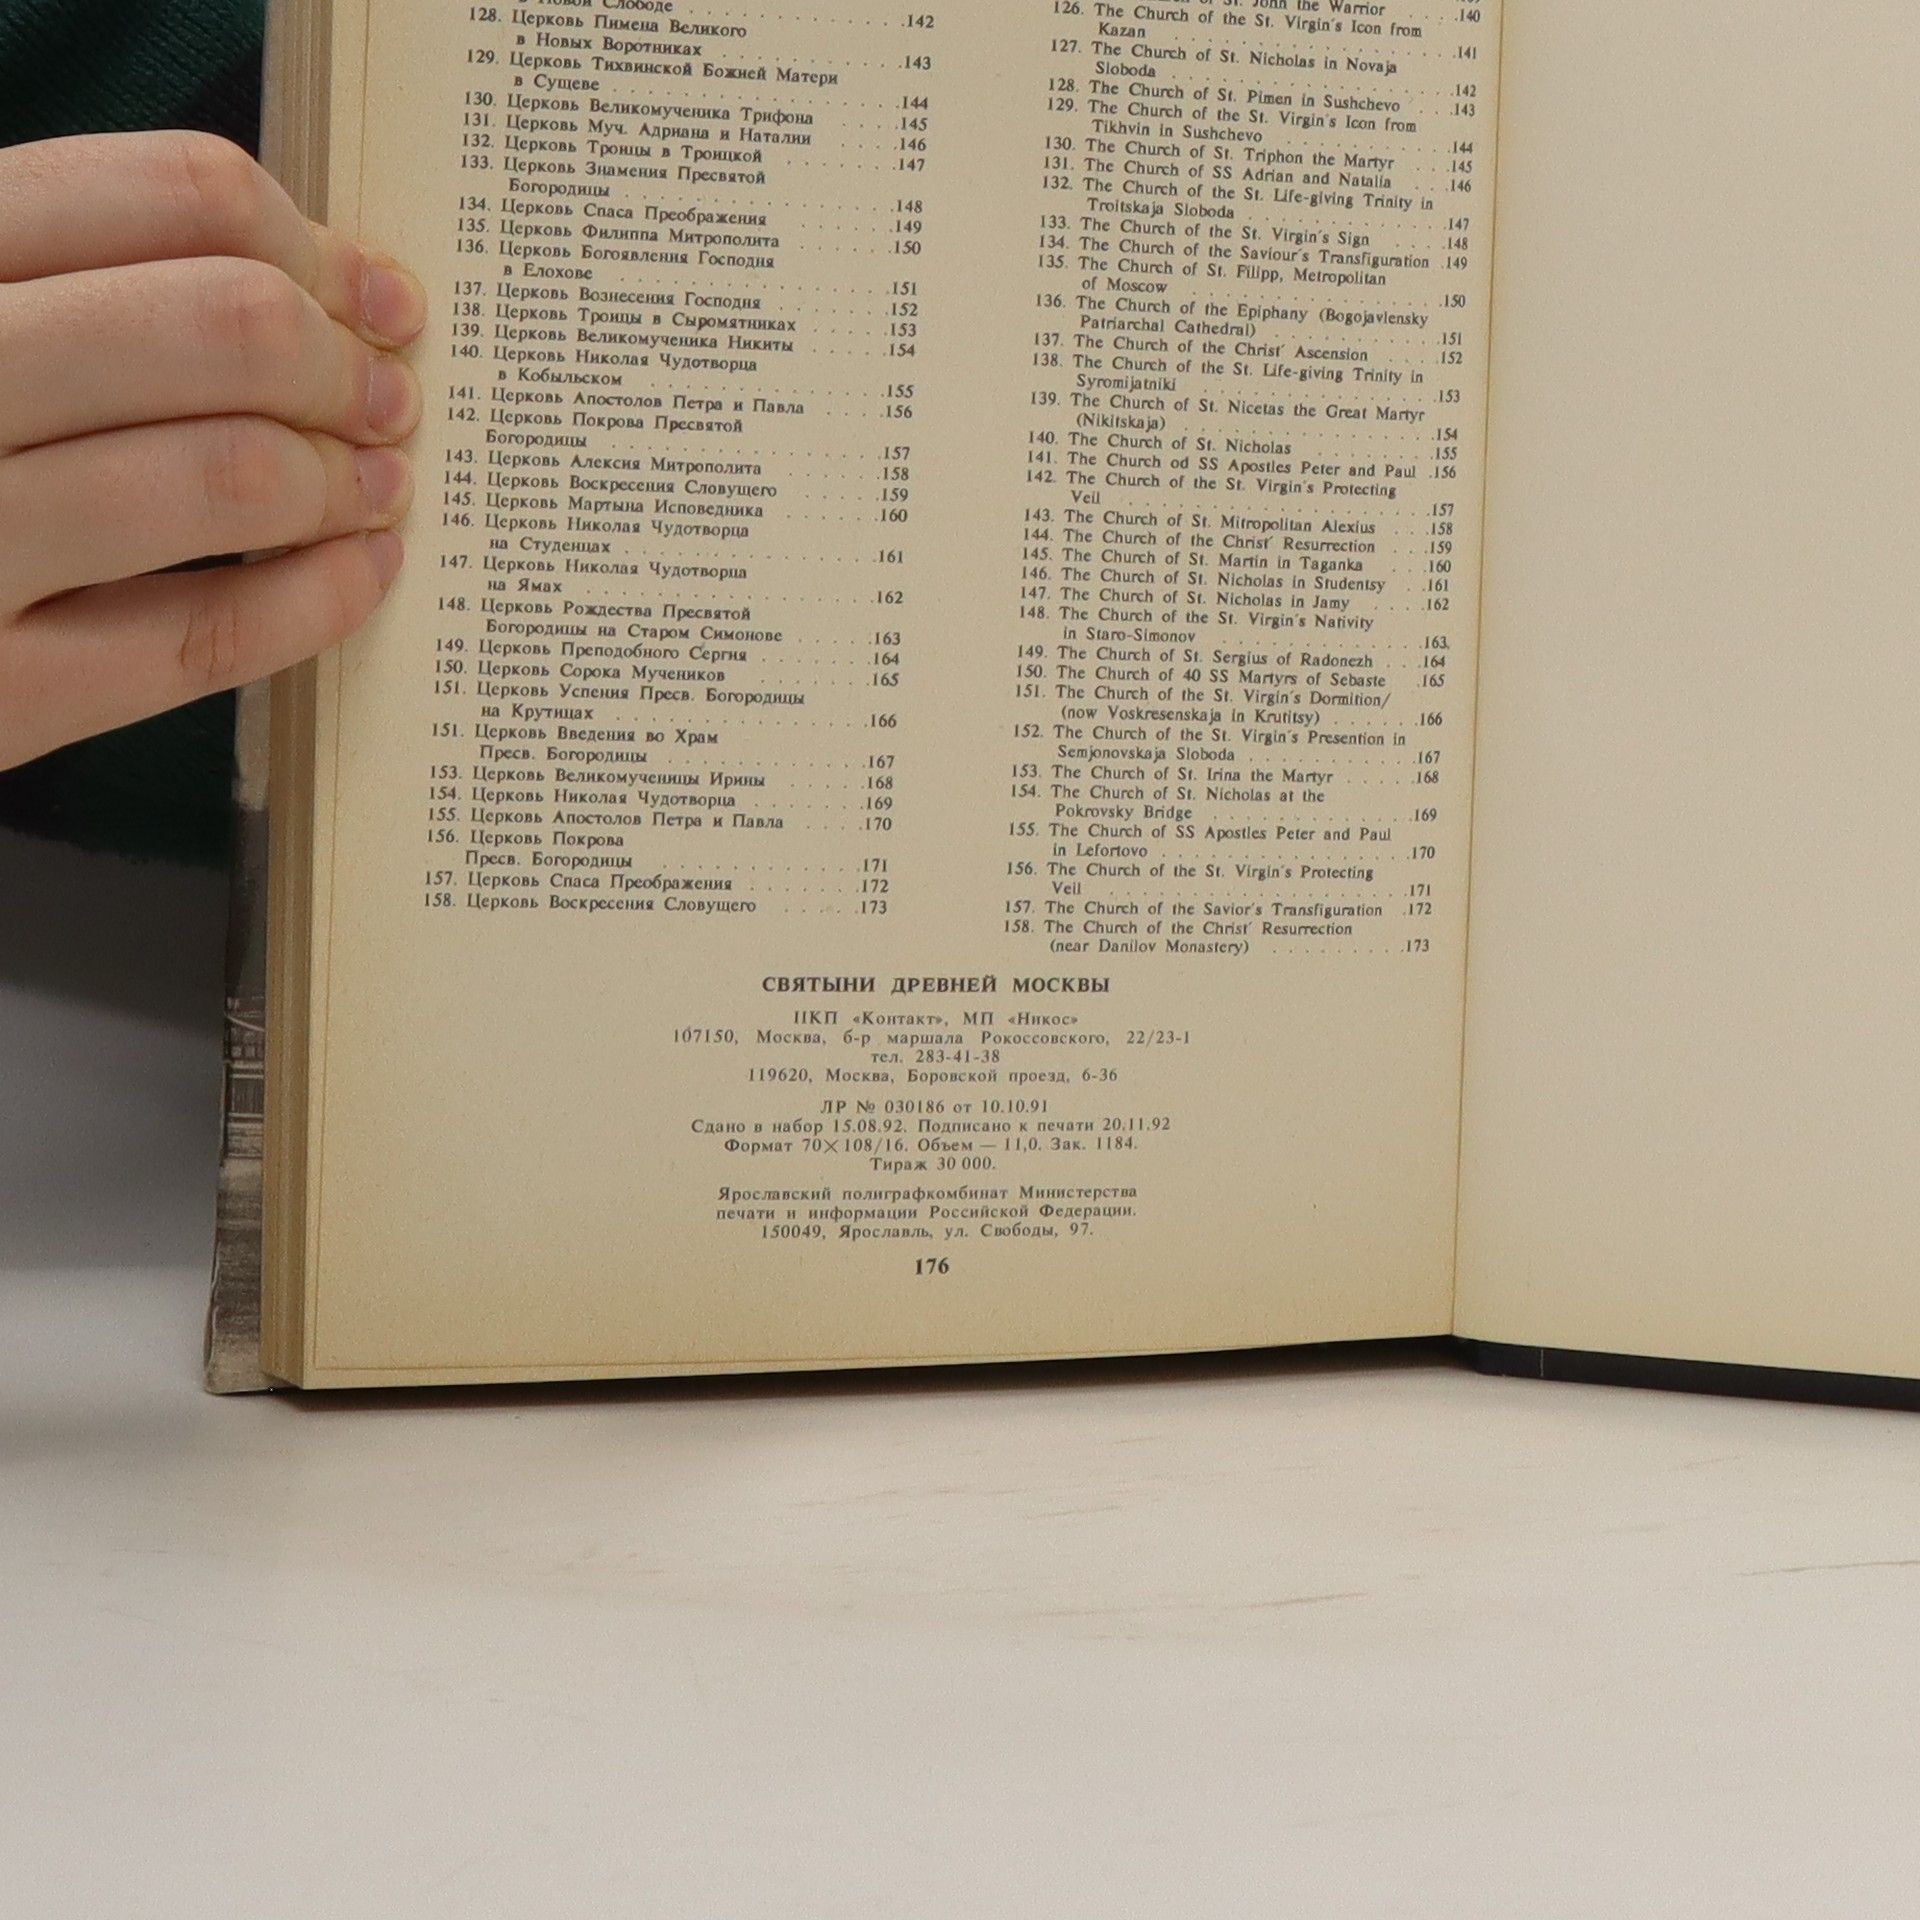 в Новой Слободе . . . . . . . . . . .142
128. Церковь Пимена Великого
в Новых Воротниках . . . . . . . . . .143
129. Церковь Тихвинской Божией Матери
в Сущеве . . . . . . . . . . . . . . .144
130. Церковь Великомученика Трифона . . . .145
131. Церковь Муч. Адриана и Наталии . . . .146
132. Церковь Троицы в Троицкой . . . . . .147
133. Церковь Знамения Пресвятой
Богородицы . . . . . . . . . . . . . .148
134. Церковь Спаса Преображения . . . . . .149
135. Церковь Филиппа Митрополита . . . . . .150
136. Церковь Богоявления Господня
в Елохове . . . . . . . . . . . . . .151
137. Церковь Вознесения Господня . . . . . .152
138. Церковь Троицы в Сыромятниках . . . . .153
139. Церковь Великомученика Никиты . . . . .154
140. Церковь Николая Чудотворца
в Кобыльском . . . . . . . . . . . . .155
141. Церковь Апостолов Петра и Павла . . . .156
142. Церковь Покрова Пресвятой
Богородицы . . . . . . . . . . . . . .157
143. Церковь Алексия Митрополита . . . . . .158
144. Церковь Воскресения Словущего . . . . .159
145. Церковь Мартына Исповедника . . . . . .160
146. Церковь Николая Чудотворца
на Студенцах . . . . . . . . . . . . .161
147. Церковь Николая Чудотворца
на Ямах . . . . . . . . . . . . . . .162
148. Церковь Рождества Пресвятой
Богородицы на Старом Симонове . . . . .163
149. Церковь Преподобного Сергия . . . . . .164
150. Церковь Сорока Мучеников . . . . . .165
151. Церковь Успения Пресв. Богородицы
на Крутицах . . . . . . . . . . . . . .166
151. Церковь Введения во Храм
Пресв. Богородицы . . . . . . . . . . .167
153. Церковь Великомученицы Ирины . . . . .168
154. Церковь Николая Чудотворца . . . . . .169
155. Церковь Апостолов Петра и Павла . . . .170
156. Церковь Покрова
Пресв. Богородицы . . . . . . . . . .171
157. Церковь Спаса Преображения . . . . . .172
158. Церковь Воскресения Словущего . . . . .173
of St. John the Warrior . . . .140
126. The Church of the St. Virgin's Icon from
Kazan . . . . . . . . . . . . . . . .141
127. The Church of St. Nicholas in Novaja
Sloboda . . . . . . . . . . . . . . .142
128. The Church of St. Pimen in Sushchevo . . .143
129. The Church of the St. Virgin's Icon from
Tikhvin in Sushchevo . . . . . . . . . .144
130. The Church of St. Triphon the Martyr . . .145
131. The Church of SS Adrian and Natalia . . .146
132. The Church of the St. Life-giving Trinity in
Troitskaja Sloboda . . . . . . . . . . .147
133. The Church of the St. Virgin's Sign . . . .148
134. The Church of the Saviour's Transfiguration .149
135. The Church of St. Filipp, Metropolitan
of Moscow . . . . . . . . . . . . . .150
136. The Church of the Epiphany (Bogojavlensky
Patriarchal Cathedral) . . . . . . . . . .151
137. The Church of the Christ' Ascension . . . .152
138. The Church of the St. Life-giving Trinity in
Syromijatniki . . . . . . . . . . . . .153
139. The Church of St. Nicetas the Great Martyr
(Nikitskaja) . . . . . . . . . . . . . .154
140. The Church of St. Nicholas . . . . . . . .155
141. The Church od SS Apostles Peter and Paul .156
142. The Church of the St. Virgin's Protecting
Veil . . . . . . . . . . . . . . . . .157
143. The Church of St. Mitropolitan Alexius . . .158
144. The Church of the Christ' Resurrection . . .159
145. The Church of St. Martin in Taganka . . .160
146. The Church of St. Nicholas in Studentsy . .161
147. The Church of St. Nicholas in Jamy . . . .162
148. The Church of the St. Virgin's Nativity
in Staro-Simonov . . . . . . . . . . .163.
149. The Church of St. Sergius of Radonezh . . .164
150. The Church of 40 SS Martyrs of Sebaste .165
151. The Church of the St. Virgin's Dormition/
(now Voskresenskaja in Krutitsy) . . . . . .166
152. The Church of the St. Virgin's Presention in
Semjonovskaja Sloboda . . . . . . . . . .167
153. The Church of St. Irina the Martyr . . . . .168
154. The Church of St. Nicholas at the
Pokrovsky Bridge . . . . . . . . . . . .169
155. The Church of SS Apostles Peter and Paul
in Lefortovo . . . . . . . . . . . . . .170
156. The Church of the St. Virgin's Protecting
Veil . . . . . . . . . . . . . . . . .171
157. The Church of the Savior's Transfiguration .172
158. The Church of the Christ' Resurrection
(near Danilov Monastery) . . . . . . . . .173
СВЯТЫНИ ДРЕВНЕЙ МОСКВЫ
ПКП «Контакт», МП «Никос»
107150, Москва, б-р маршала Рокоссовского, 22/23-1
тел. 283-41-38
119620, Москва, Боровской проезд, 6-36
ЛР № 030186 от 10.10.91
Сдано в набор 15.08.92. Подписано к печати 20.11.92
Формат 70×108/16. Объем — 11,0. Зак. 1184.
Тираж 30 000.
Ярославский полиграфкомбинат Министерства
печати и информации Российской Федерации.
150049, Ярославль, ул. Свободы, 97.
176